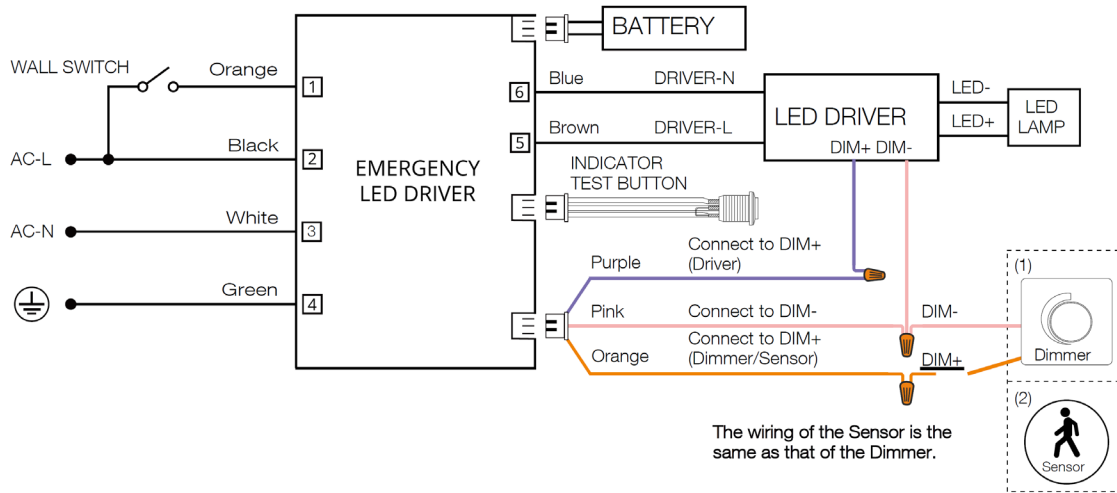 BATTERY
WALL SWITCH
Orange
1
6
Blue
DRIVER-N
LED DRIVER
LED-
LED+
LED
LAMP
AC-L
Black
2
5
Brown
DRIVER-L
DIM+ DIM-
EMERGENCY
LED DRIVER
INDICATOR
TEST BUTTON
AC-N
White
3
Purple
Connect to DIM+
(Driver)
Green
4
Pink
Connect to DIM-
DIM-
Orange
Connect to DIM+
(Dimmer/Sensor)
DIM+
(1)
Dimmer
(2)
Sensor
The wiring of the Sensor is the
same as that of the Dimmer.